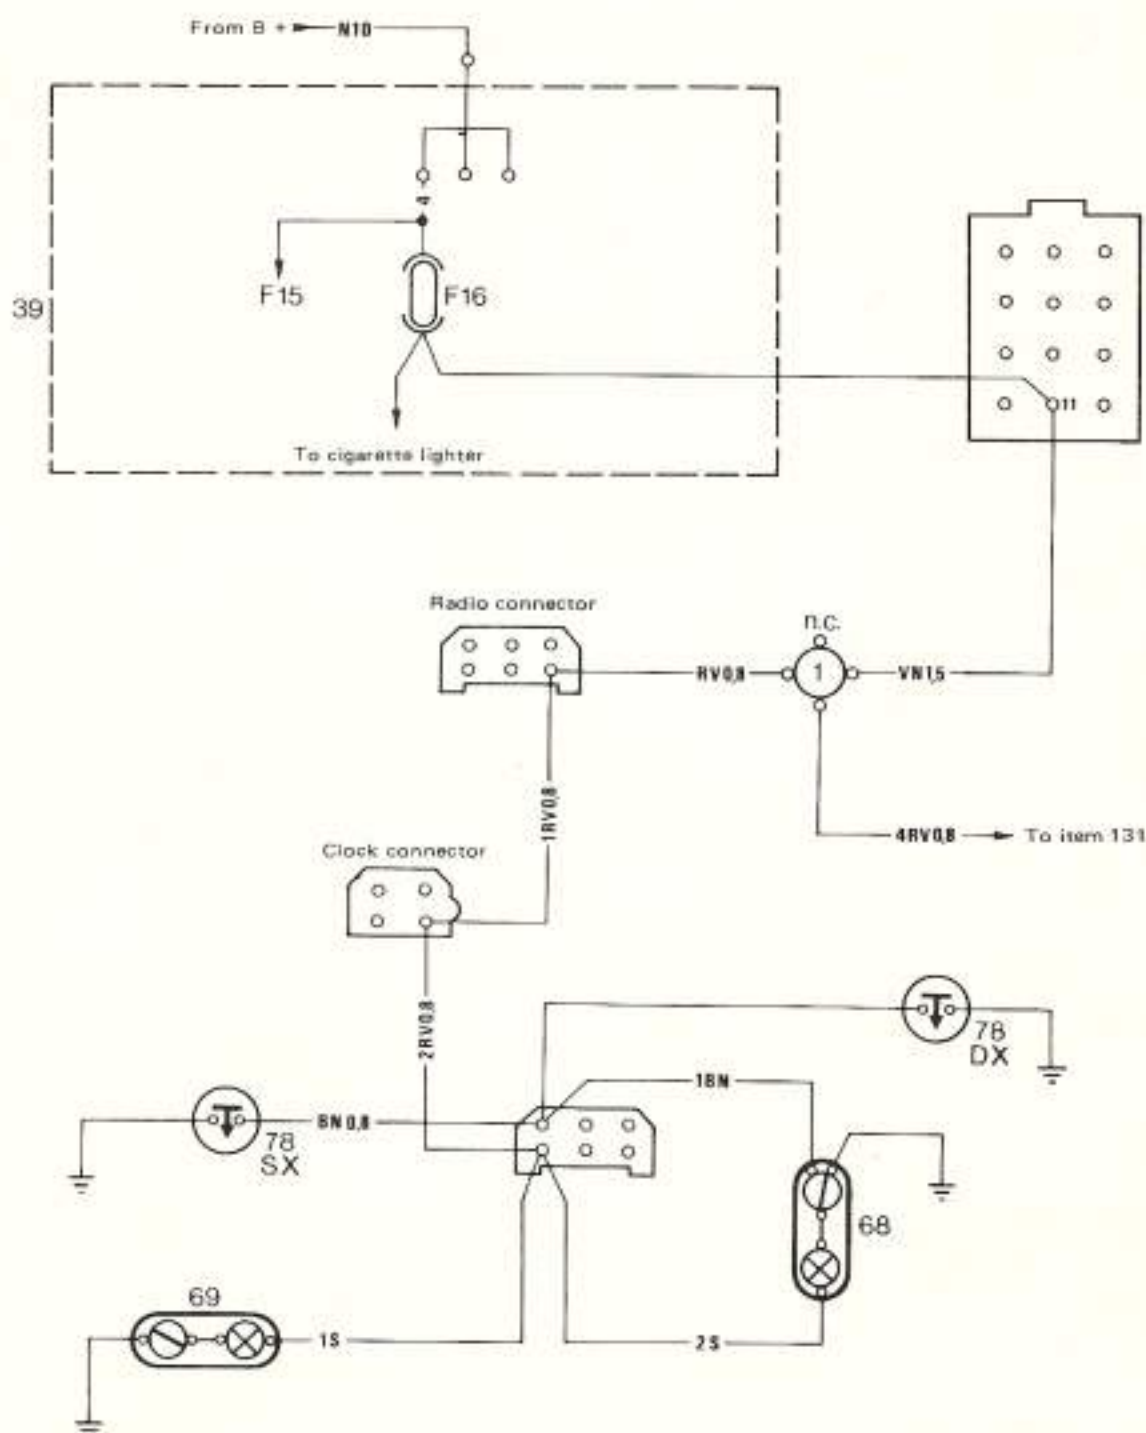 From B + N10
4
F15
F16
39
To cigarette lighter
11
Radio connector
n.c.
RV0,8
1
VN1,5
1RV0,8
4RV0,8
To item 131
Clock connector
2RV0,8
78
DX
1BN
BN 0,8
78
SX
68
69
1S
2S